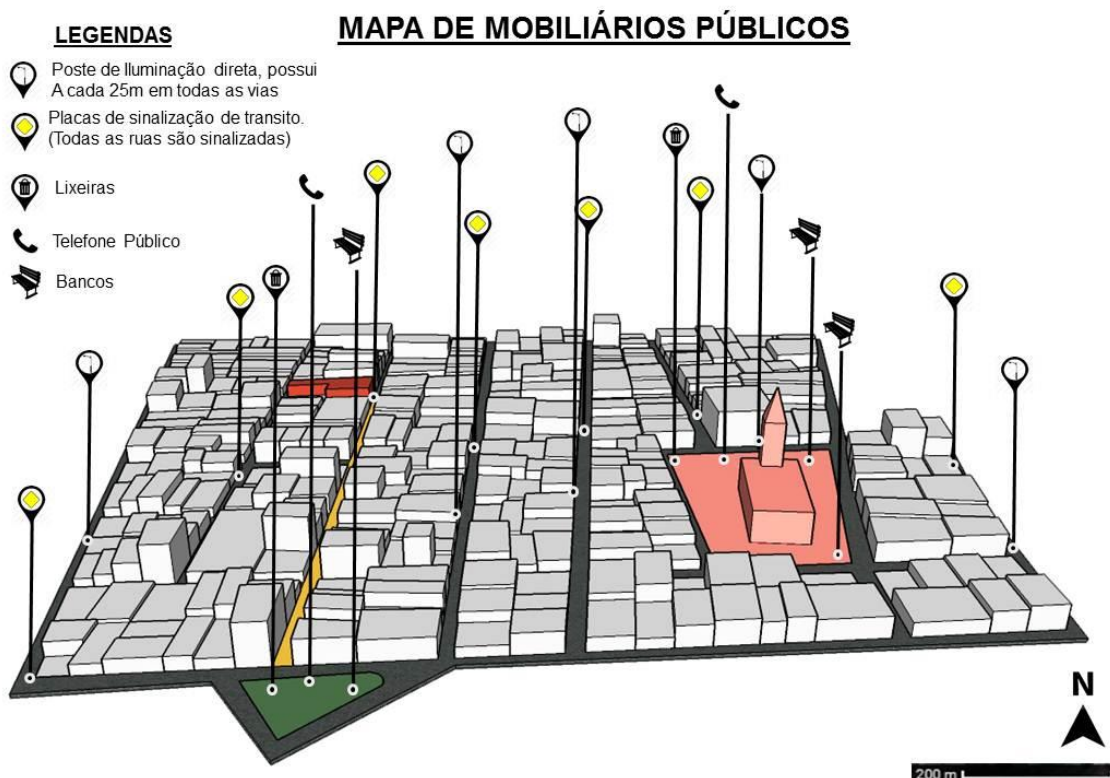 MAPA DE MOBILIÁRIOS PÚBLICOS
LEGENDAS
Poste de Iluminação direta, possui
A cada 25m em todas as vias
Placas de sinalização de transito.
(Todas as ruas são sinalizadas)
Lixeiras
Telefone Público
Bancos
N
200 m